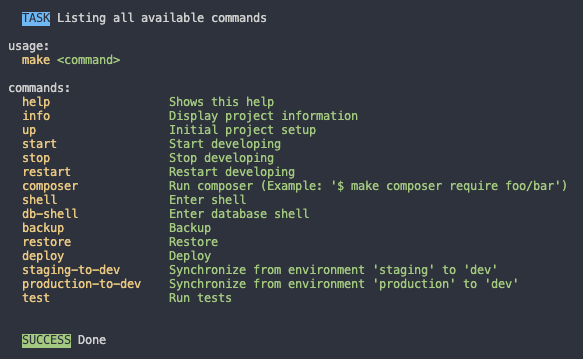 TASK Listing all available commands
usage:
make <command>
commands:
help Shows this help
info Display project information
up Initial project setup
start Start developing
stop Stop developing
restart Restart developing
composer Run composer (Example: '$ make composer require foo/bar')
shell Enter shell
db-shell Enter database shell
backup Backup
restore Restore
deploy Deploy
staging-to-dev Synchronize from environment 'staging' to 'dev'
production-to-dev Synchronize from environment 'production' to 'dev'
test Run tests
SUCCESS Done